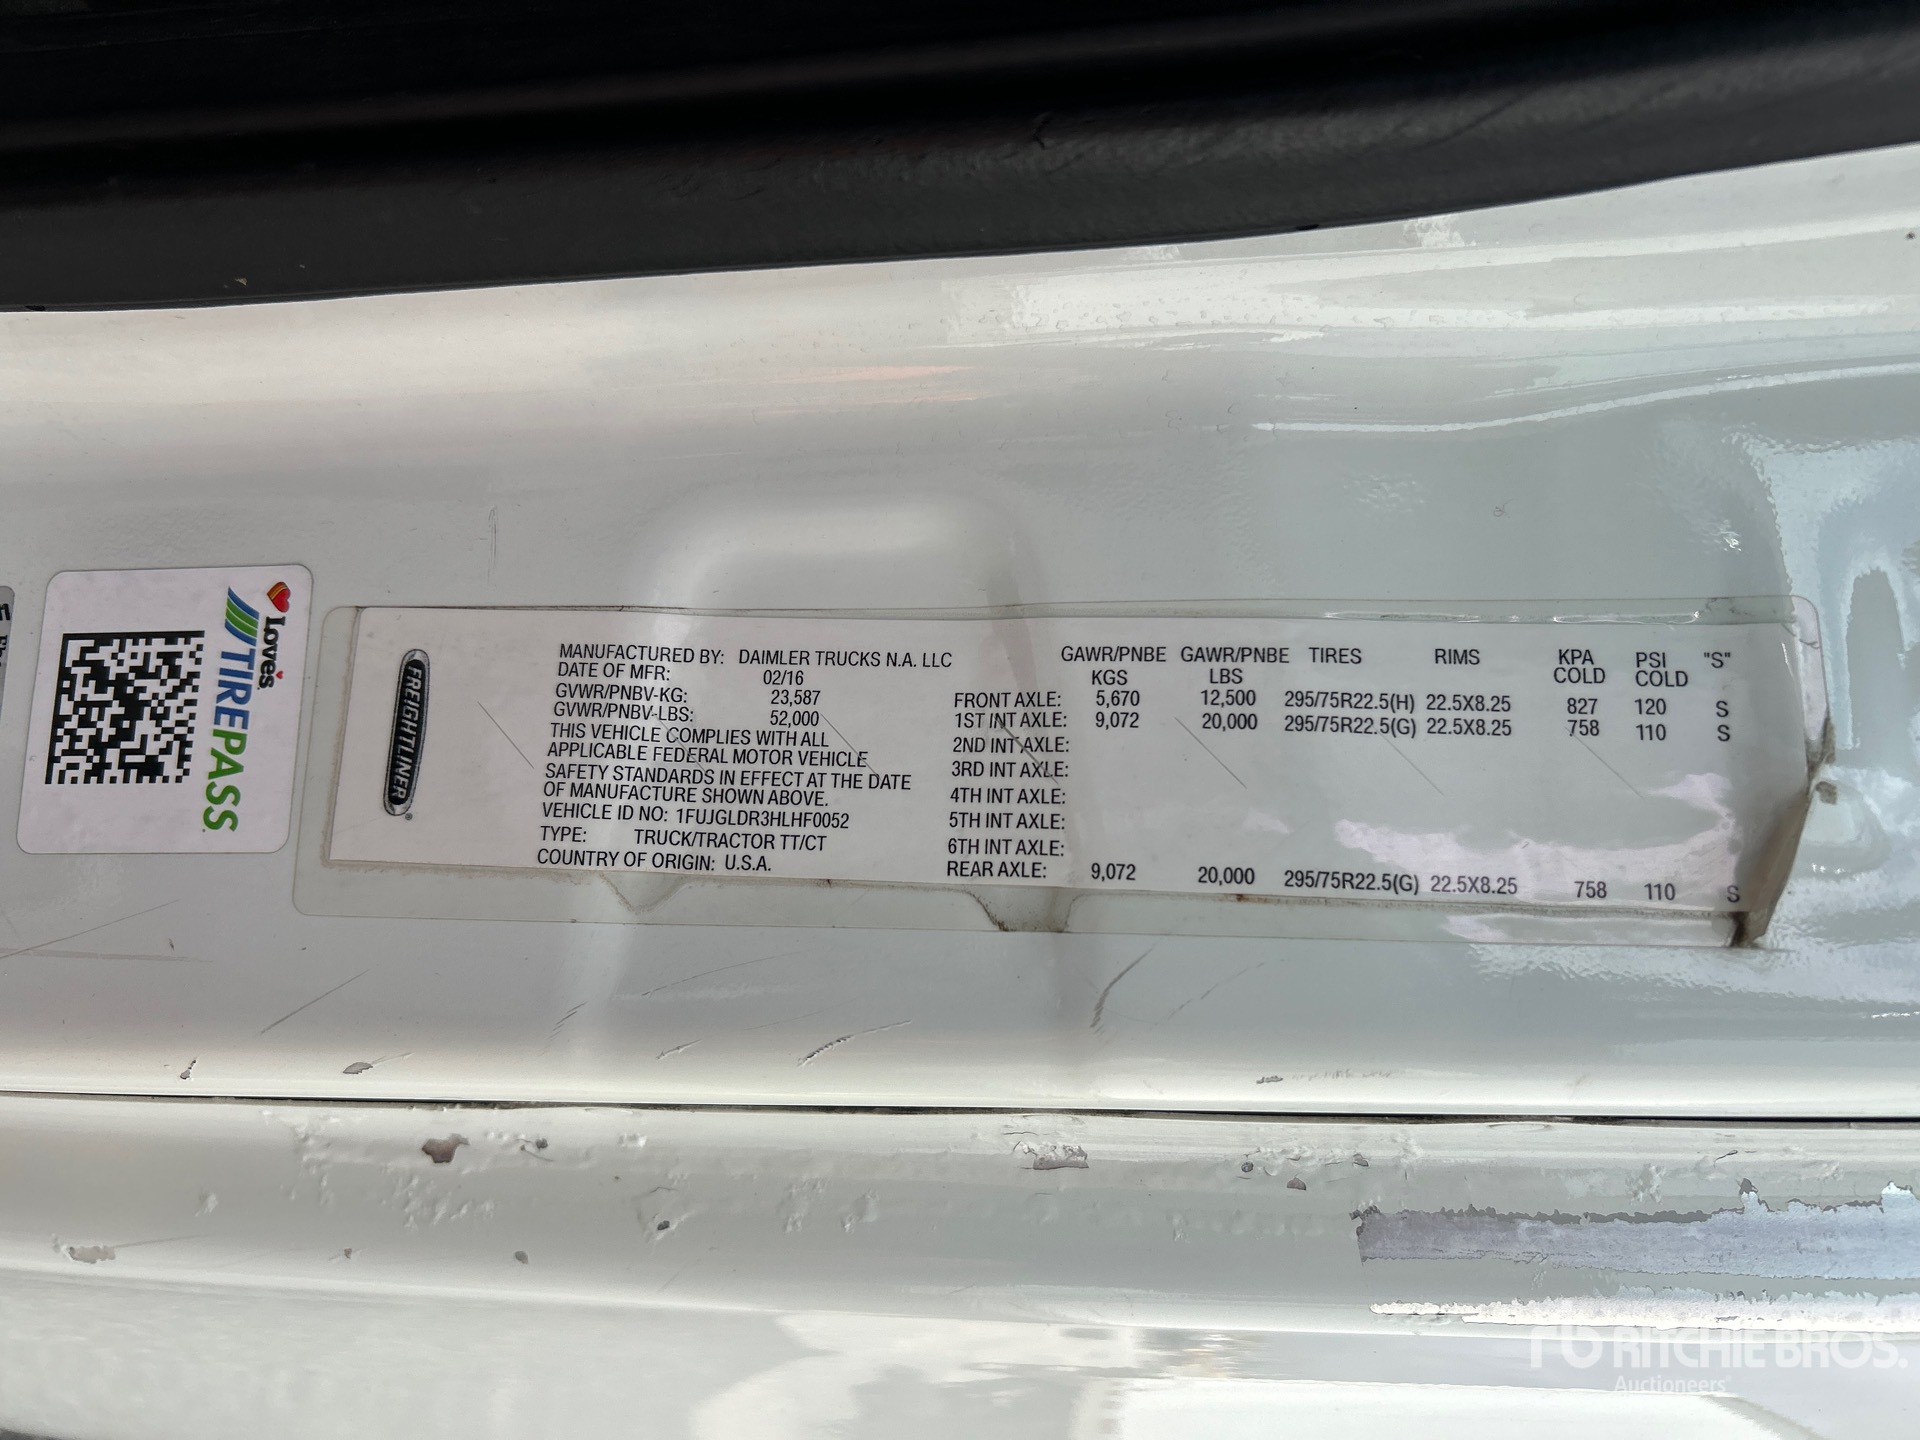 Love's
TIREPASS
FREIGHTLINER
MANUFACTURED BY: DAIMLER TRUCKS N.A. LLC
DATE OF MFR: 02/16
GVWR/PNBV-KG: 23,587
GVWR/PNBV-LBS: 52,000
THIS VEHICLE COMPLIES WITH ALL
APPLICABLE FEDERAL MOTOR VEHICLE
SAFETY STANDARDS IN EFFECT AT THE DATE
OF MANUFACTURE SHOWN ABOVE.
VEHICLE ID NO: 1FUJGLDR3HLHF0052
TYPE: TRUCK/TRACTOR TT/CT
COUNTRY OF ORIGIN: U.S.A.
GAWR/PNBE GAWR/PNBE TIRES RIMS KPA PSI "S"
KGS LBS COLD COLD
FRONT AXLE: 5,670 12,500 295/75R22.5(H) 22.5X8.25 827 120 S
1ST INT AXLE: 9,072 20,000 295/75R22.5(G) 22.5X8.25 758 110 S
2ND INT AXLE:
3RD INT AXLE:
4TH INT AXLE:
5TH INT AXLE:
6TH INT AXLE:
REAR AXLE: 9,072 20,000 295/75R22.5(G) 22.5X8.25 758 110 S
RITCHIE BROS.
Auctioneers